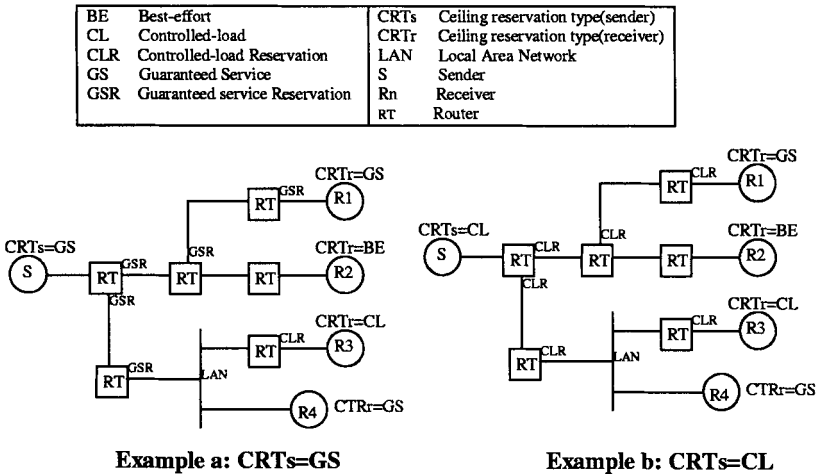 BE Best-effort
CL Controlled-load
CLR Controlled-load Reservation
GS Guaranteed Service
GSR Guaranteed service Reservation
CRTs Ceiling reservation type(sender)
CRTr Ceiling reservation type(receiver)
LAN Local Area Network
S Sender
Rn Receiver
RT Router
CRTr=GS
RT GSR R1
CRTs=GS
GSR
CRTr=BE
S RT GSR RT RT R2
GSR
CRTr=CL
RT CLR R3
RT GSR LAN
R4 CTRr=GS
Example a: CRTs=GS
CRTr=GS
RT CLR R1
CRTs=CL
CLR
CRTr=BE
S RT CLR RT RT R2
CLR
CRTr=CL
RT CLR R3
RT CLR LAN
R4 CTRr=GS
Example b: CRTs=CL